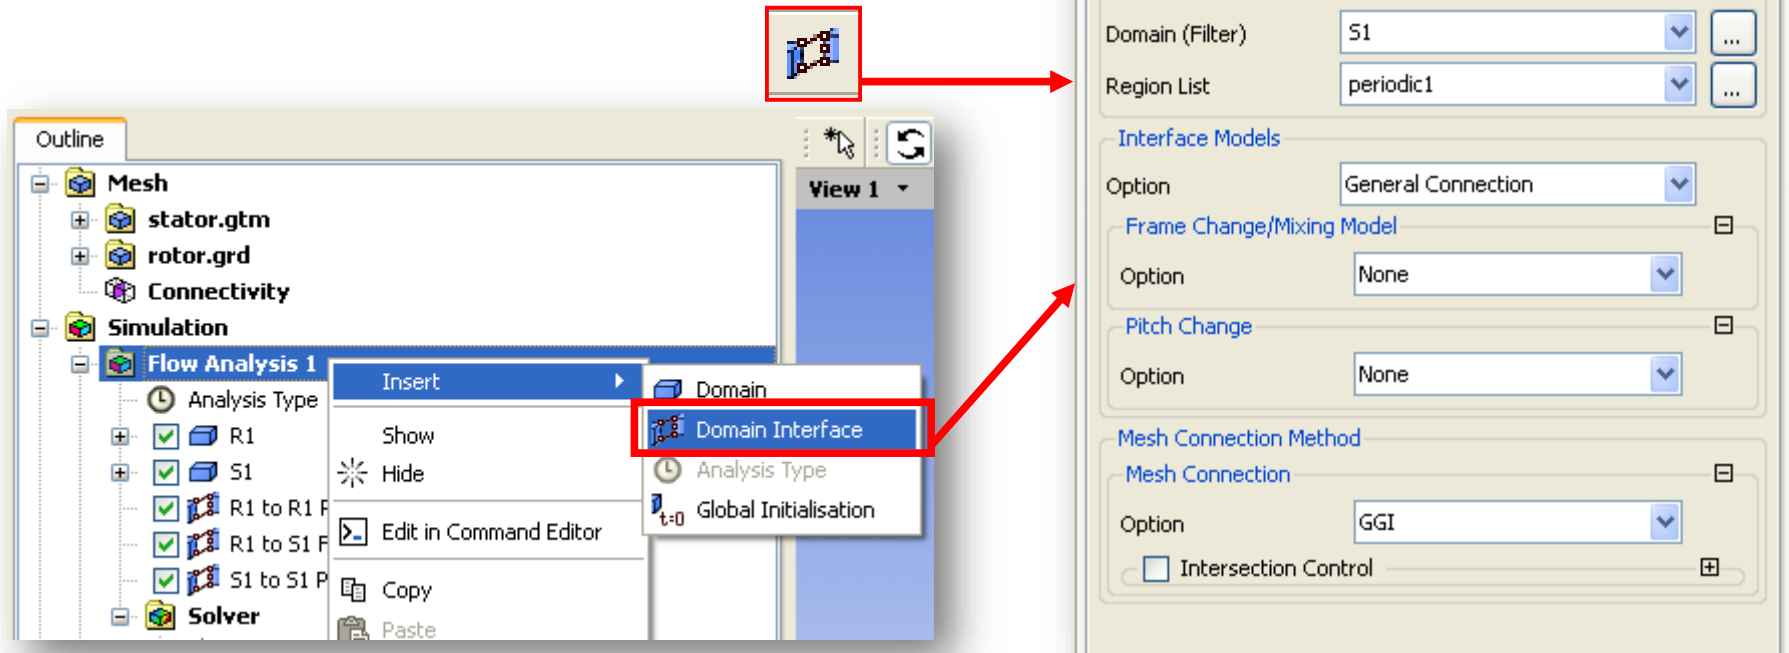 Outline
Mesh
stator.gtm
rotor.grd
Connectivity
Simulation
Flow Analysis 1
Analysis Type
R1
S1
R1 to R1 P
R1 to S1 F
S1 to S1 P
Solver
Insert
Show
Hide
Edit in Command Editor
Copy
Paste
Domain
Domain Interface
Analysis Type
t=0 Global Initialisation
View 1
Domain (Filter) S1 ...
Region List periodic1 ...
Interface Models
Option General Connection
Frame Change/Mixing Model
Option None
Pitch Change
Option None
Mesh Connection Method
Mesh Connection
Option GGI
Intersection Control